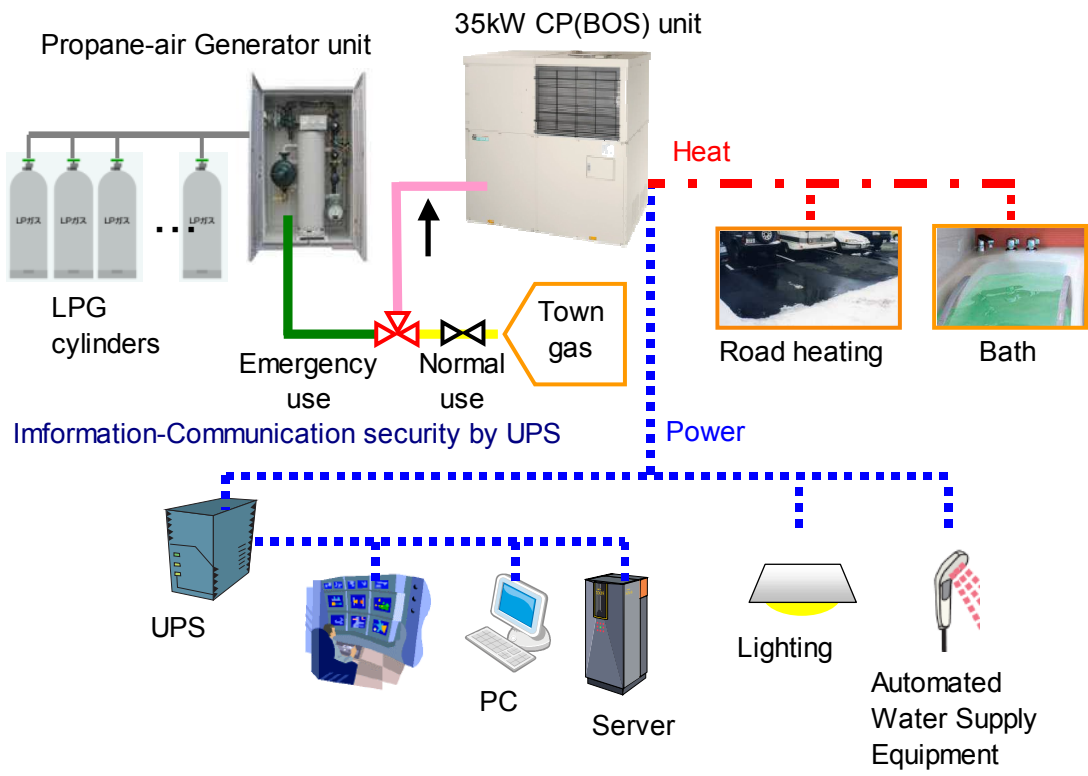 35kW CP(BOS) unit
Propane-air Generator unit
Heat
LPガス
LPガス
LPガス
LPガス
...
LPG
cylinders
Town
gas
Emergency
use
Normal
use
Road heating
Bath
Imformation-Communication security by UPS
Power
UPS
PC
Server
Lighting
Automated
Water Supply
Equipment